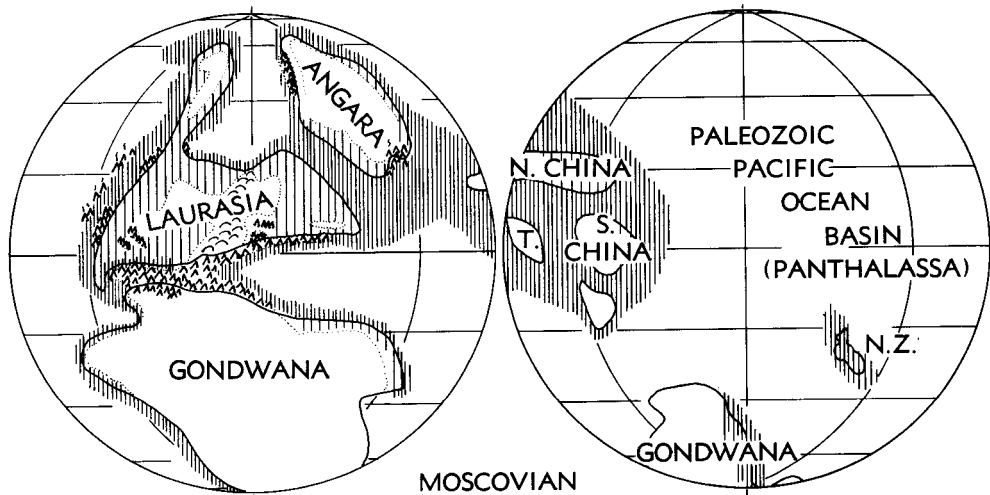 ANGARA
LAURASIA
GONDWANA
PALEOZOIC
PACIFIC
OCEAN
BASIN
(PANTHALASSA)
N. CHINA
T.
S.
CHINA
N.Z.
GONDWANA
MOSCOVIAN